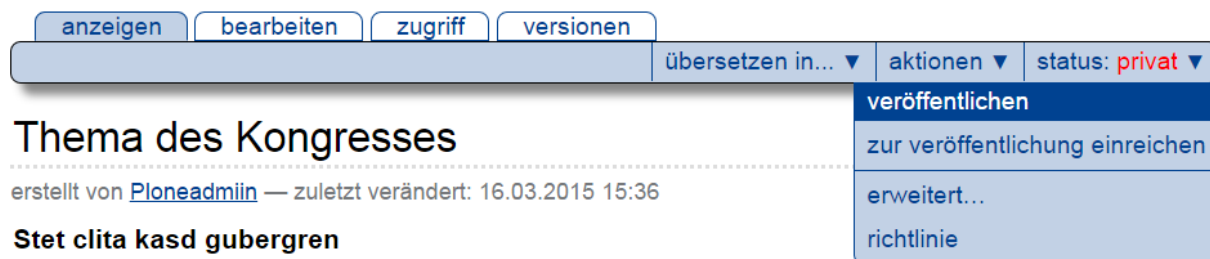 anzeigen bearbeiten zugriff versionen
übersetzen in... ▼ aktionen ▼ status: privat ▼
veröffentlichen
zur veröffentlichung einreichen
erweitert...
richtlinie
Thema des Kongresses
erstellt von Ploneadmiin — zuletzt verändert: 16.03.2015 15:36
Stet clita kasd gubergren